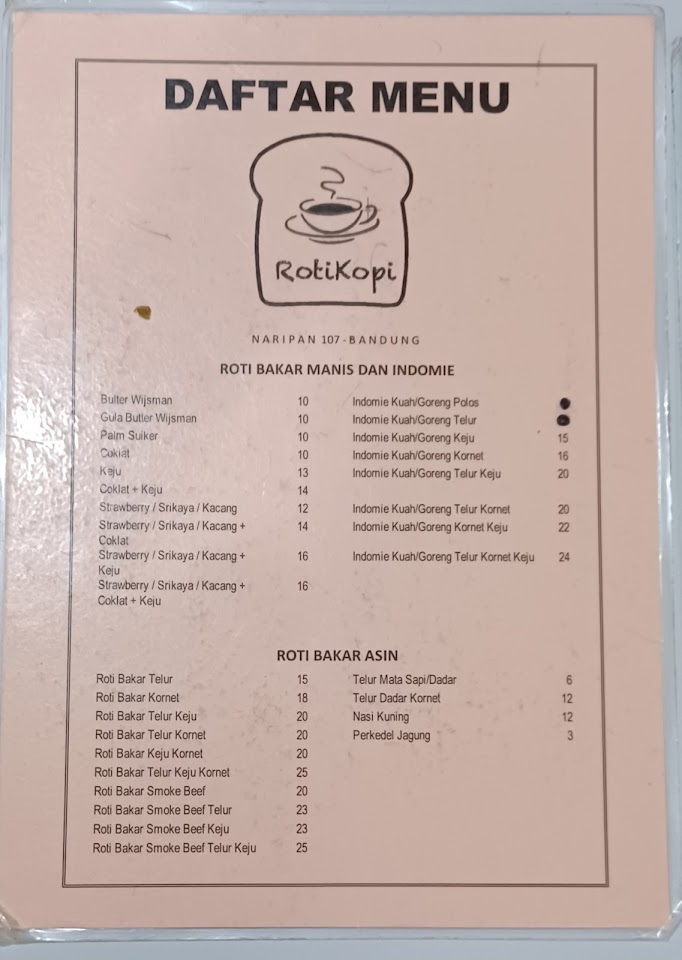 DAFTAR MENU
RotiKopi
NARIPAN 107-BANDUNG
ROTI BAKAR MANIS DAN INDOMIE
Butter Wijsman 10
Gula Butter Wijsman 10
Palm Suiker 10
Coklat 10
Keju 13
Coklat + Keju 14
Strawberry / Srikaya / Kacang 12
Strawberry / Srikaya / Kacang + 14
Coklat
Strawberry / Srikaya / Kacang + 16
Keju
Strawberry / Srikaya / Kacang + 16
Coklat + Keju
Indomie Kuah/Goreng Polos
Indomie Kuah/Goreng Telur
Indomie Kuah/Goreng Keju 15
Indomie Kuah/Goreng Kornet 16
Indomie Kuah/Goreng Telur Keju 20
Indomie Kuah/Goreng Telur Kornet 20
Indomie Kuah/Goreng Kornet Keju 22
Indomie Kuah/Goreng Telur Kornet Keju 24
ROTI BAKAR ASIN
Roti Bakar Telur 15
Roti Bakar Kornet 18
Roti Bakar Telur Keju 20
Roti Bakar Telur Kornet 20
Roti Bakar Keju Kornet 20
Roti Bakar Telur Keju Kornet 25
Roti Bakar Smoke Beef 20
Roti Bakar Smoke Beef Telur 23
Roti Bakar Smoke Beef Keju 23
Roti Bakar Smoke Beef Telur Keju 25
Telur Mata Sapi/Dadar 6
Telur Dadar Kornet 12
Nasi Kuning 12
Perkedel Jagung 3